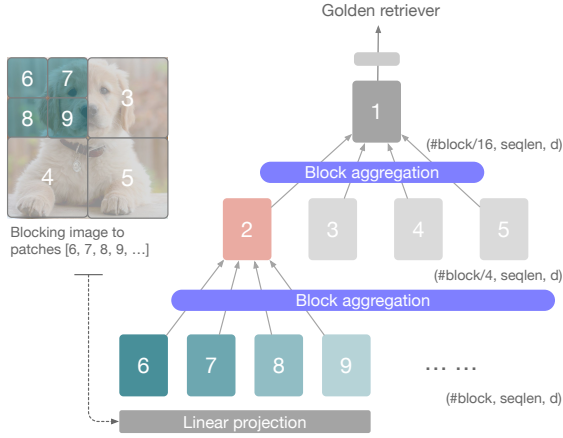 Golden retriever
6 7
3
8 9
4 5
Blocking image to
patches [6, 7, 8, 9, ...]
1
(#block/16, seqlen, d)
Block aggregation
2 3 4 5
(#block/4, seqlen, d)
Block aggregation
6 7 8 9 ... ...
(#block, seqlen, d)
Linear projection